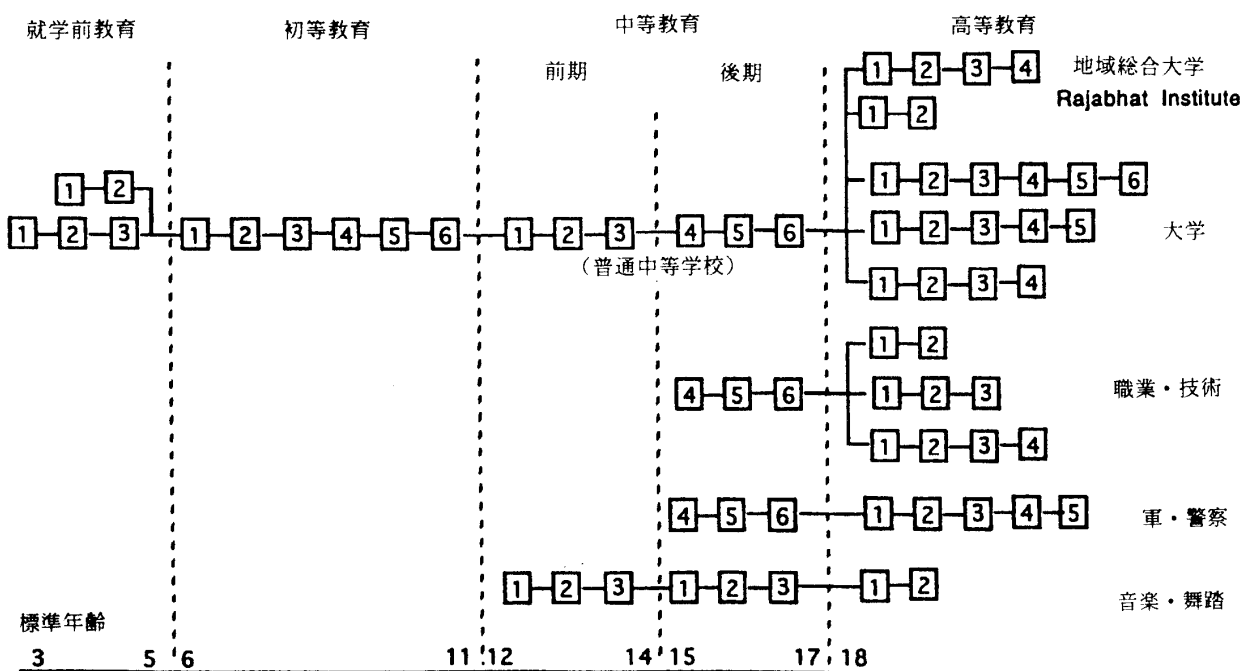 就学前教育 初等教育 中等教育 高等教育
前期 後期
1 2 3 4 地域総合大学
Rajabhat Institute
1 2
1 2
1 2 3 4 5 6
1 2 3 1 2 3 4 5 6 1 2 3 4 5 6 1 2 3 4 5 大学
(普通中等学校)
1 2 3 4
1 2
4 5 6 1 2 3 職業・技術
1 2 3 4
4 5 6 1 2 3 4 5 軍・警察
1 2 3 1 2 3 1 2 音楽・舞踏
標準年齢
3 5 6 11 12 14 15 17 18